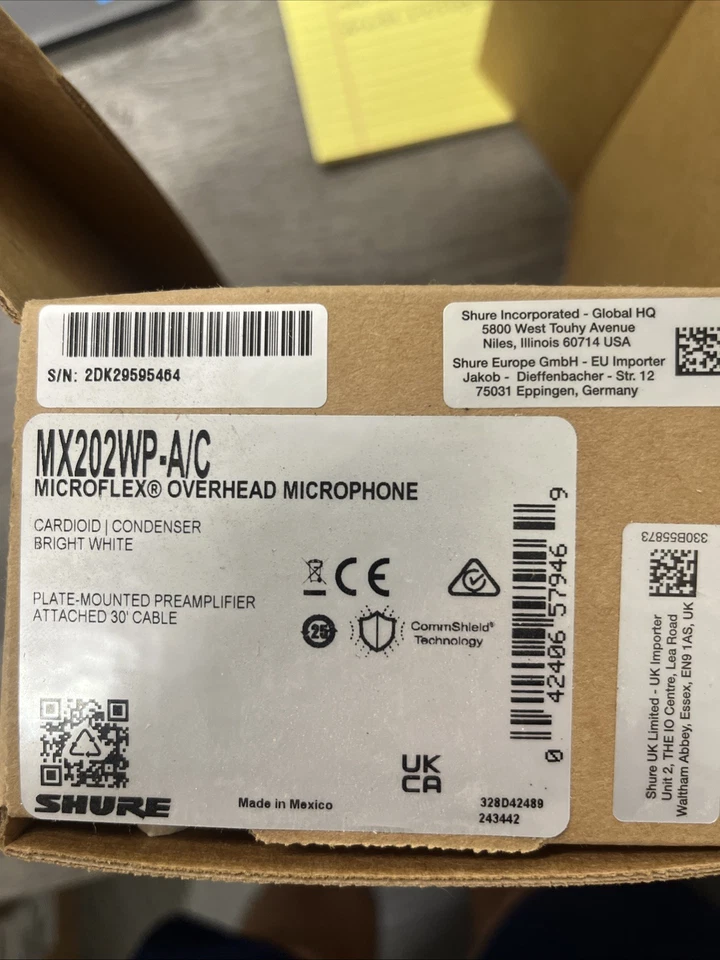 S/N: 2DK29595464
Shure Incorporated - Global HQ
5800 West Touhy Avenue
Niles, Illinois 60714 USA
Shure Europe GmbH - EU Importer
Jakob - Dieffenbacher - Str. 12
75031 Eppingen, Germany
MX202WP-A/C
MICROFLEX® OVERHEAD MICROPHONE
CARDIOID | CONDENSER
BRIGHT WHITE
PLATE-MOUNTED PREAMPLIFIER
ATTACHED 30' CABLE
CE
25
CommShield®
Technology
0 42406 57946 9
UK
CA
SHURE
Made in Mexico
328D42489
243442
330B55873
Shure UK Limited - UK Importer
Unit 2, THE IO Centre, Lea Road
Waltham Abbey, Essex, EN9 1AS, UK